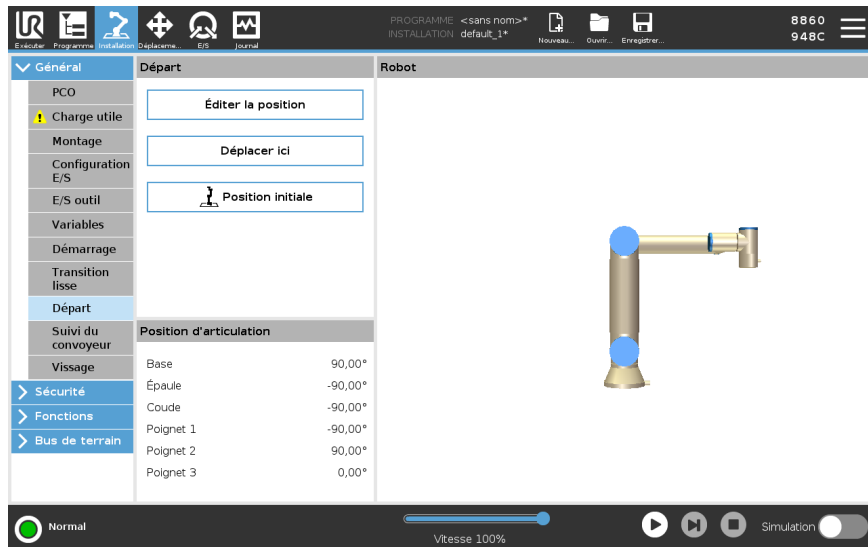 UR
Exécuter
Programme
Installation
Déplaceme...
E/S
Journal
PROGRAMME <sans nom>*
INSTALLATION default_1*
Nouveau...
Ouvrir...
Enregistrer...
8860
948C
Général
PCO
Charge utile
Montage
Configuration
E/S
E/S outil
Variables
Démarrage
Transition
lisse
Départ
Suivi du
convoyeur
Vissage
Sécurité
Fonctions
Bus de terrain
Départ
Éditer la position
Déplacer ici
Position initiale
Position d'articulation
Base 90,00°
Épaule -90,00°
Coude -90,00°
Poignet 1 -90,00°
Poignet 2 90,00°
Poignet 3 0,00°
Robot
Normal
Vitesse 100%
Simulation